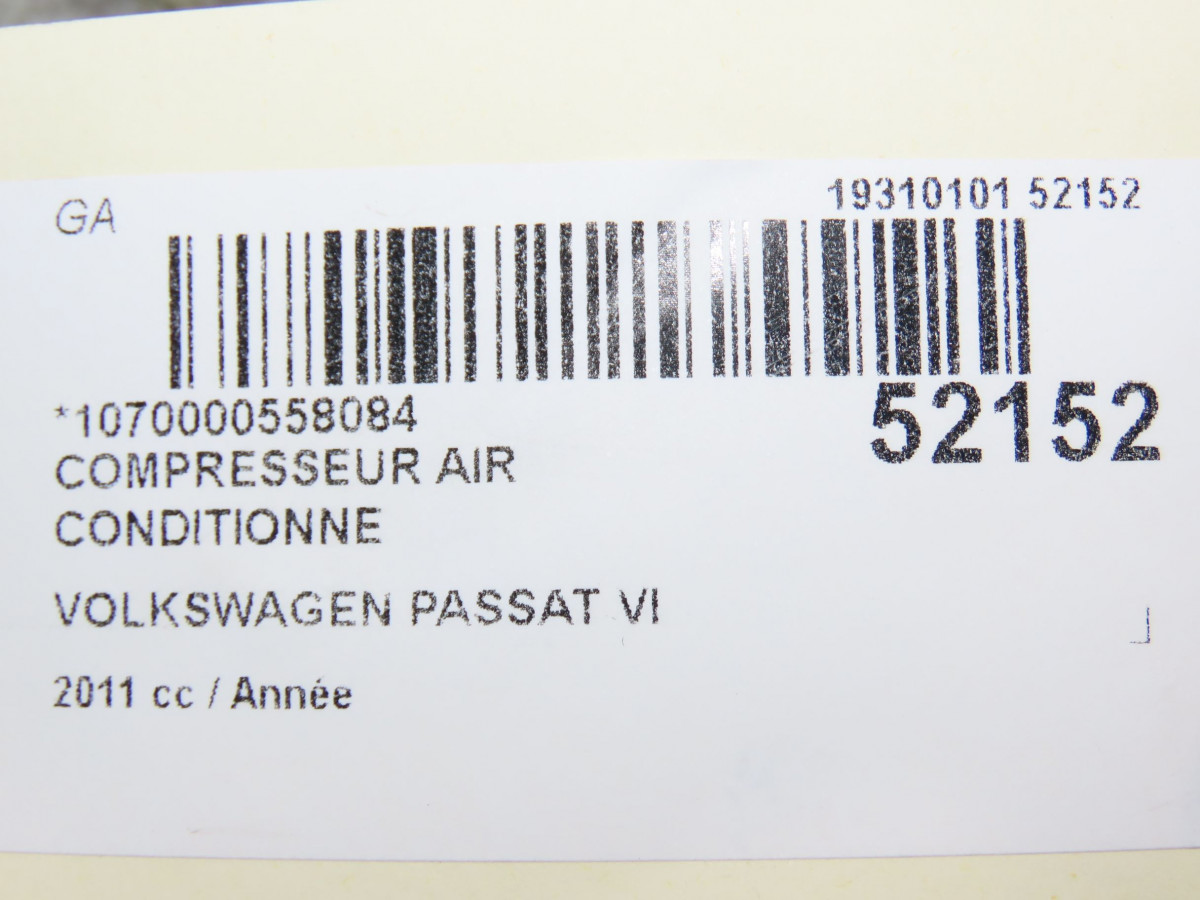 GA
19310101 52152
*1070000558084
52152
COMPRESSEUR AIR
CONDITIONNE
VOLKSWAGEN PASSAT VI
2011 cc / Année